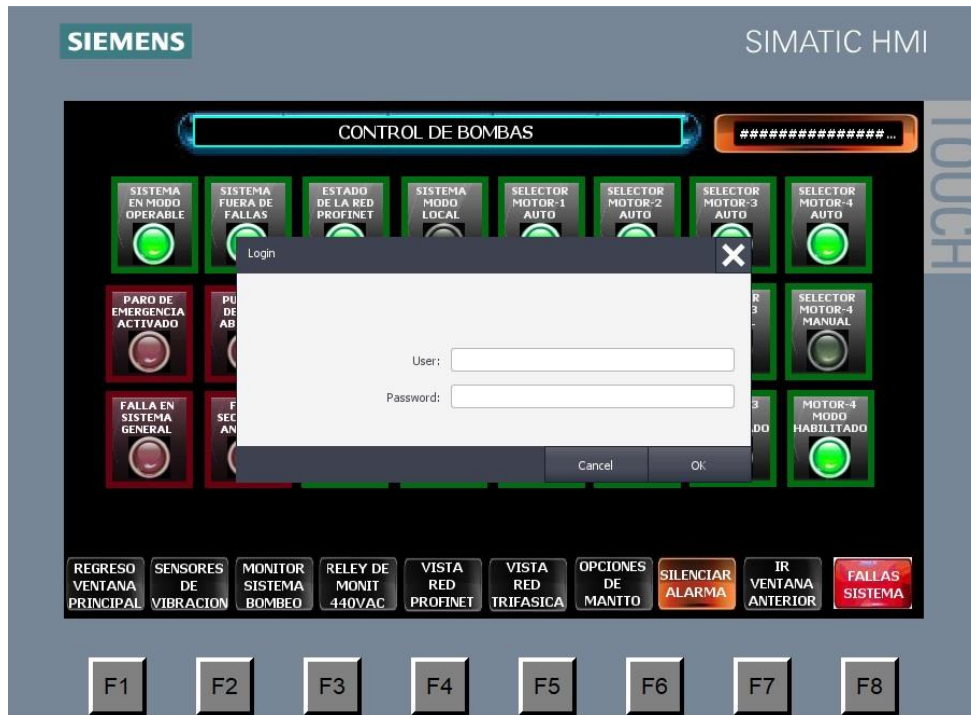 SIEMENS
SIMATIC HMI
TOUCH
CONTROL DE BOMBAS
###############...
SISTEMA
EN MODO
OPERABLE
SISTEMA
FUERA DE
FALLAS
ESTADO
DE LA RED
PROFINET
SISTEMA
MODO
LOCAL
SELECTOR
MOTOR-1
AUTO
SELECTOR
MOTOR-2
AUTO
SELECTOR
MOTOR-3
AUTO
SELECTOR
MOTOR-4
AUTO
Login
PARO DE
EMERGENCIA
ACTIVADO
SELECTOR
MOTOR-4
MANUAL
User:
Password:
FALLA EN
SISTEMA
GENERAL
MOTOR-4
MODO
HABILITADO
Cancel
OK
REGRESO
VENTANA
PRINCIPAL
SENSORES
DE
VIBRACION
MONITOR
SISTEMA
BOMBEO
RELEY DE
MONIT
440VAC
VISTA
RED
PROFINET
VISTA
RED
TRIFASICA
OPCIONES
DE
MANTTO
SILENCIAR
ALARMA
IR
VENTANA
ANTERIOR
FALLAS
SISTEMA
F1
F2
F3
F4
F5
F6
F7
F8